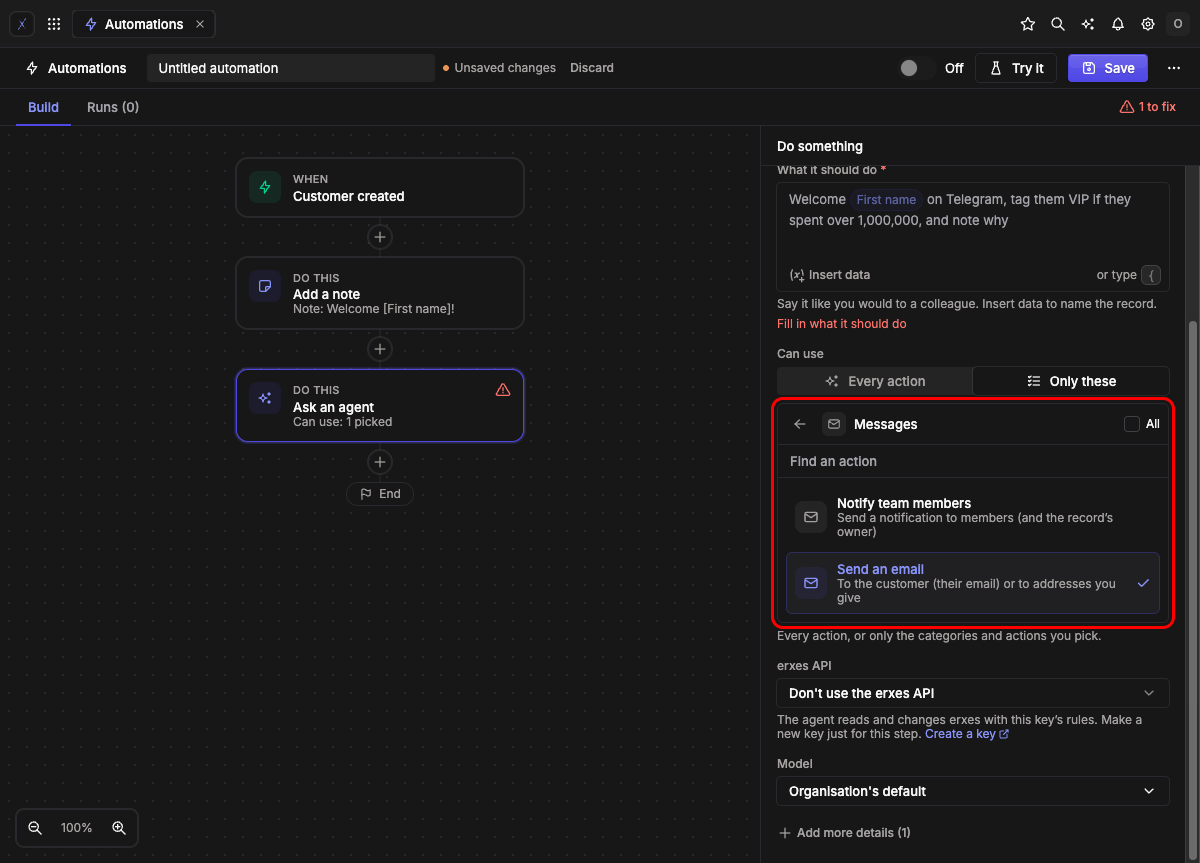 Automations
O
Automations
Untitled automation
Unsaved changes
Discard
Off
Try it
Save
Build
Runs (0)
1 to fix
WHEN
Customer created
DO THIS
Add a note
Note: Welcome [First name]!
DO THIS
Ask an agent
Can use: 1 picked
End
100%
Do something
What it should do *
Welcome First name on Telegram, tag them VIP if they
spent over 1,000,000, and note why
Insert data
or type {
Say it like you would to a colleague. Insert data to name the record.
Fill in what it should do
Can use
Every action
Only these
Messages
All
Find an action
Notify team members
Send a notification to members (and the record's
owner)
Send an email
To the customer (their email) or to addresses you
give
Every action, or only the categories and actions you pick.
erxes API
Don't use the erxes API
The agent reads and changes erxes with this key's rules. Make a
new key just for this step. Create a key
Model
Organisation's default
Add more details (1)